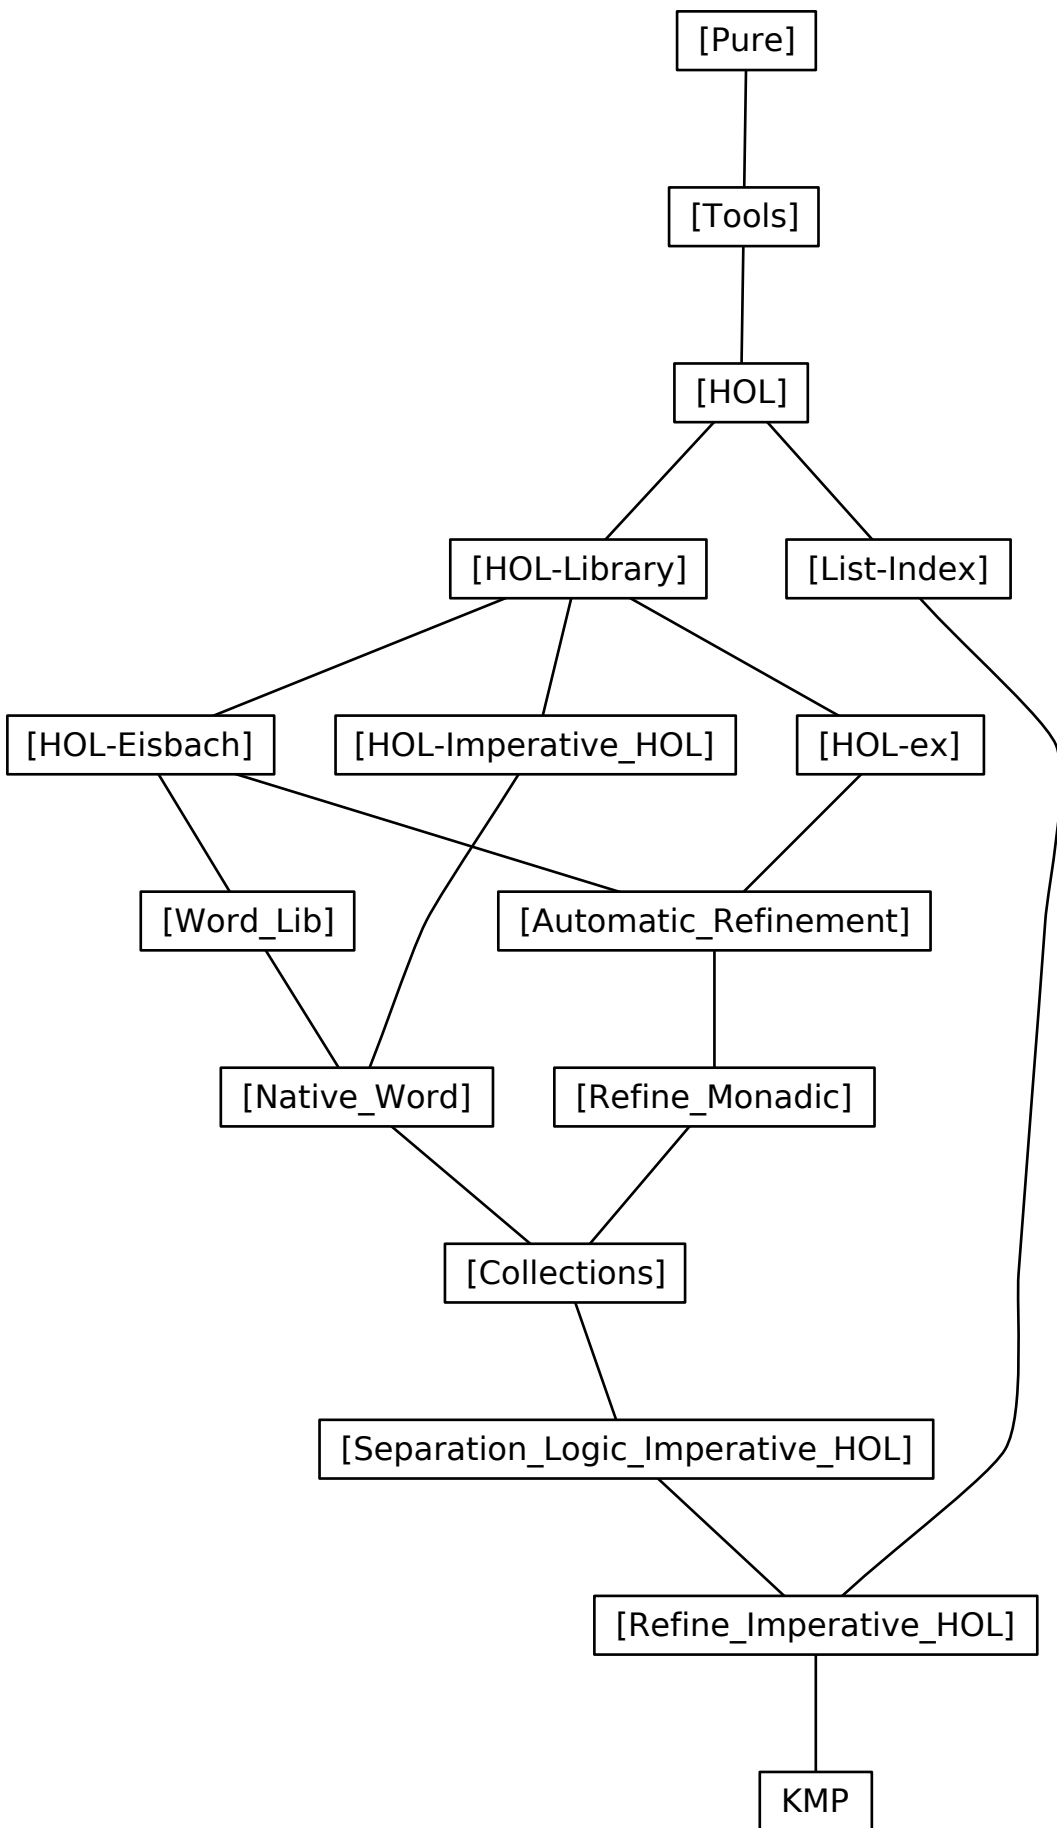 [Pure]
[Tools]
[HOL]
[HOL-Library]
[List-Index]
[HOL-Eisbach]
[HOL-Imperative_HOL]
[HOL-ex]
[Word_Lib]
[Automatic_Refinement]
[Native_Word]
[Refine_Monadic]
[Collections]
[Separation_Logic_Imperative_HOL]
[Refine_Imperative_HOL]
KMP